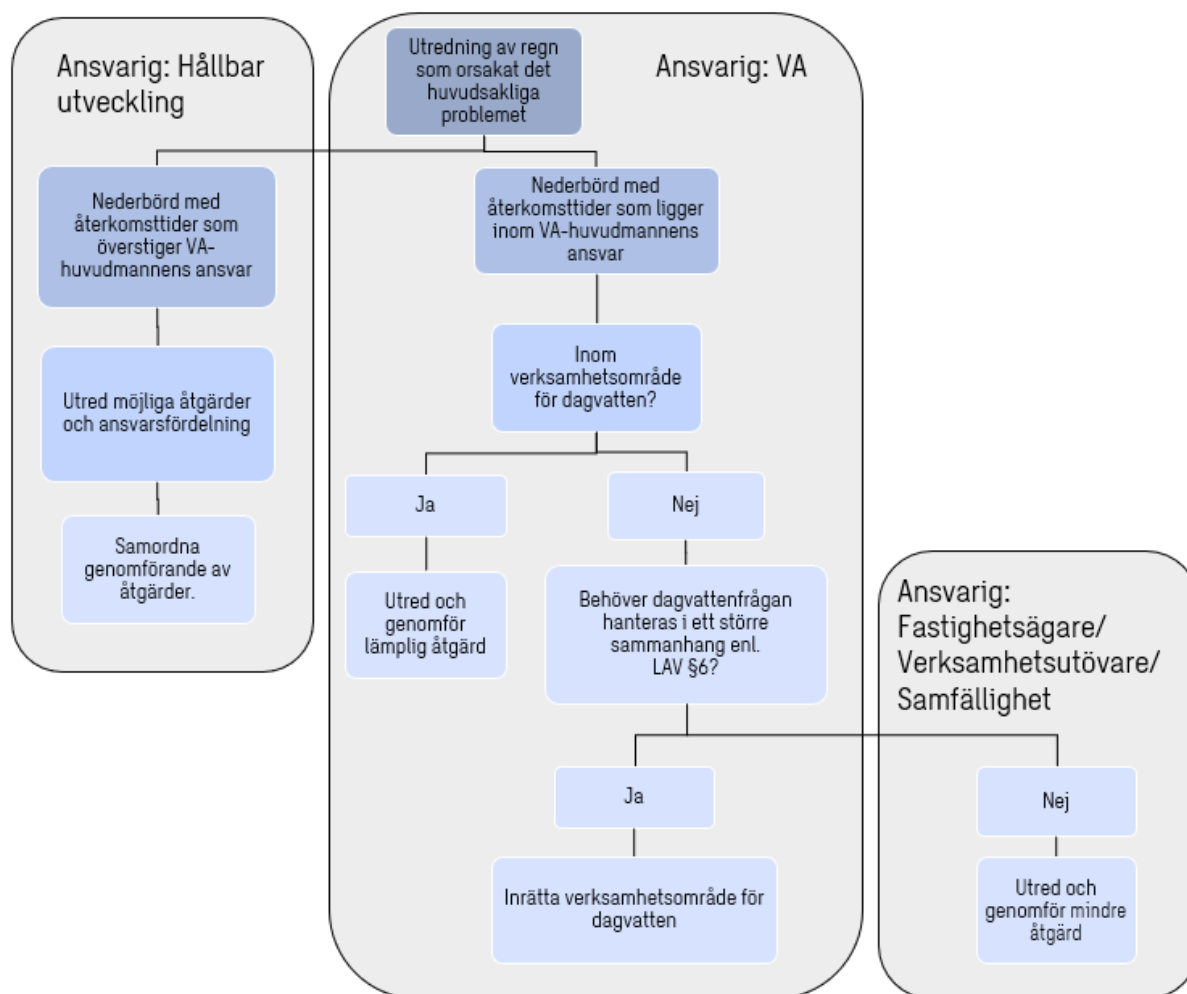 Ansvarig: Hållbar
utveckling
Ansvarig: VA
Utredning av regn
som orsakat det
huvudsakliga
problemet
Nederbörd med
återkomsttider som
överstiger VA-
huvudmannens ansvar
Nederbörd med
återkomsttider som ligger
inom VA-huvudmannens
ansvar
Utred möjliga åtgärder
och ansvarsfördelning
Samordna
genomförande av
åtgärder.
Inom
verksamhetsområde
för dagvatten?
Ja
Nej
Utred och
genomför
lämplig åtgärd
Behöver dagvattenfrågan
hanteras i ett större
sammanhang enl.
LAV §6?
Ansvarig:
Fastighetsägare/
Verksamhetsutövare/
Samfällighet
Ja
Nej
Inrätta verksamhetsområde för
dagvatten
Utred och
genomför mindre
åtgärd